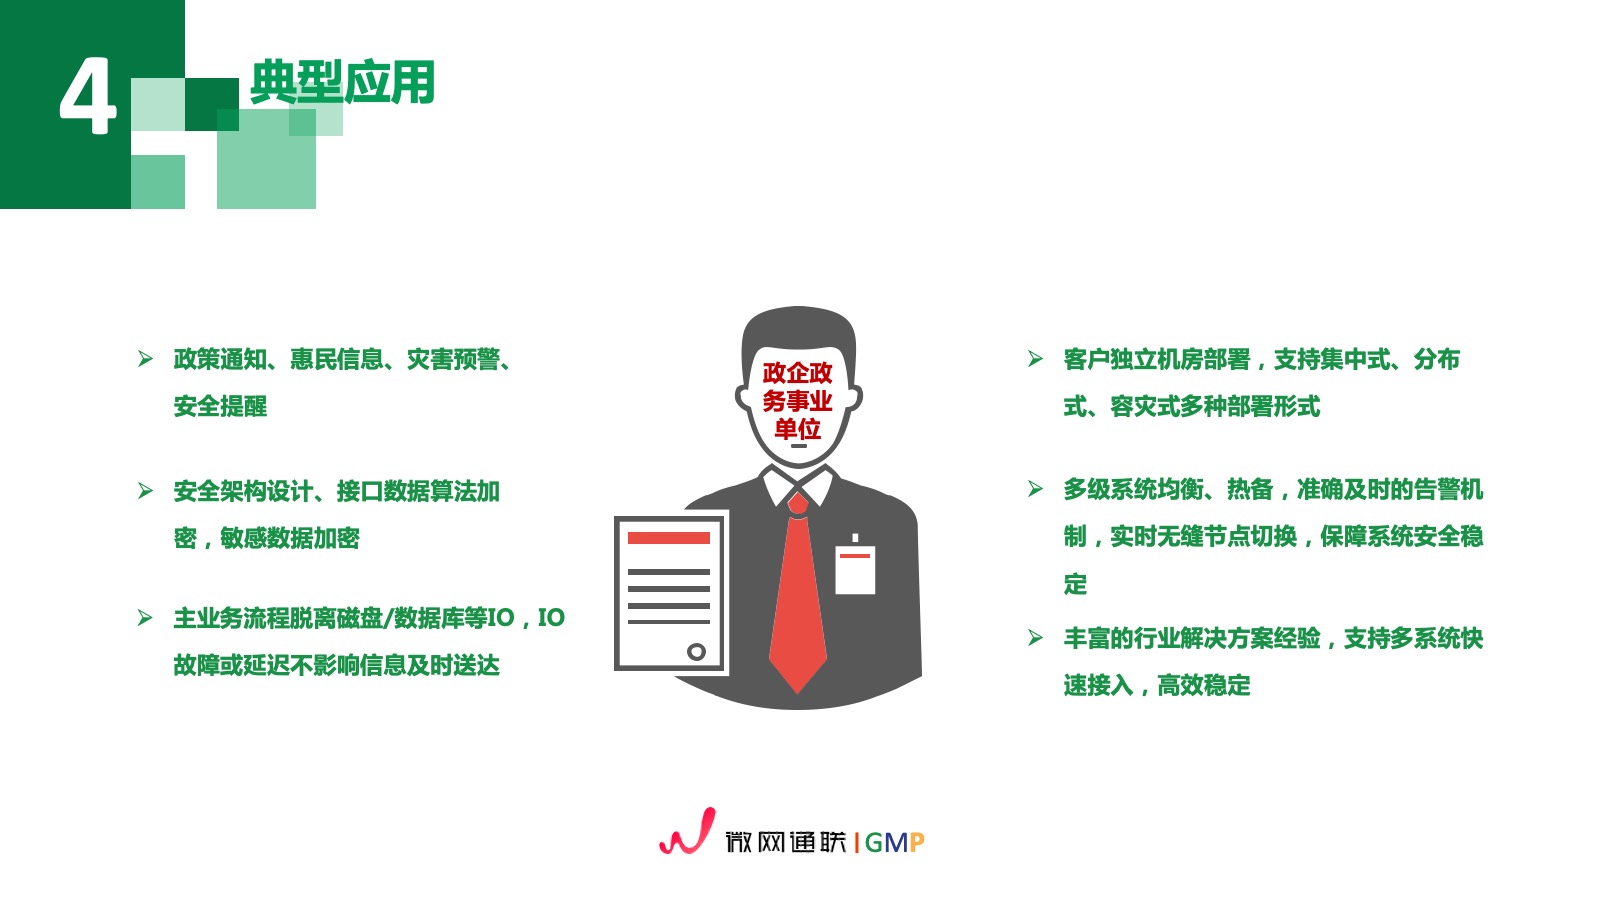 4
典型应用
政策通知、惠民信息、灾害预警、
安全提醒
安全架构设计、接口数据算法加
密，敏感数据加密
主业务流程脱离磁盘/数据库等IO，IO
故障或延迟不影响信息及时送达
政企政
务事业
单位
客户独立机房部署，支持集中式、分布
式、容灾式多种部署形式
多级系统均衡、热备，准确及时的告警机
制，实时无缝节点切换，保障系统安全稳
定
丰富的行业解决方案经验，支持多系统快
速接入，高效稳定
微网通联|GMP